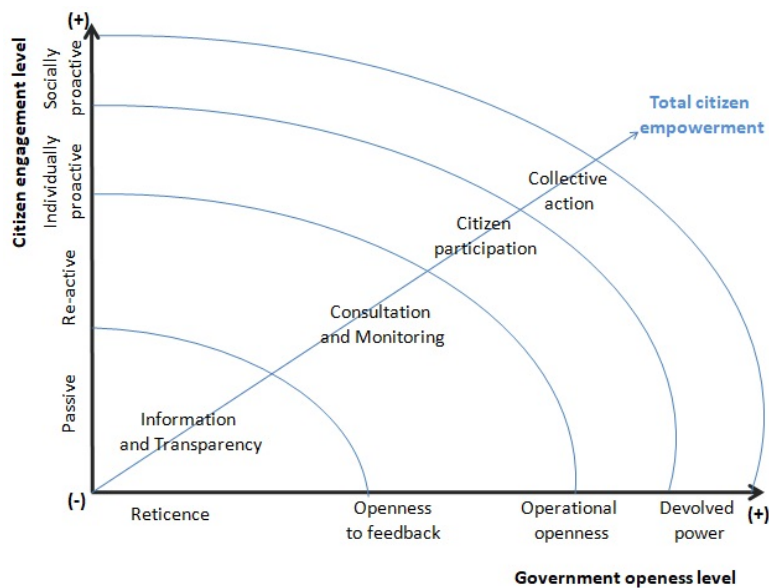 (+)
Citizen engagement level
Socially
proactive
Individually
proactive
Re-active
Passive
Total citizen
empowerment
Collective
action
Citizen
participation
Consultation
and Monitoring
Information
and Transparency
(-)
Reticence
Openness
to feedback
Operational
openness
Devolved
power
(+)
Government openess level